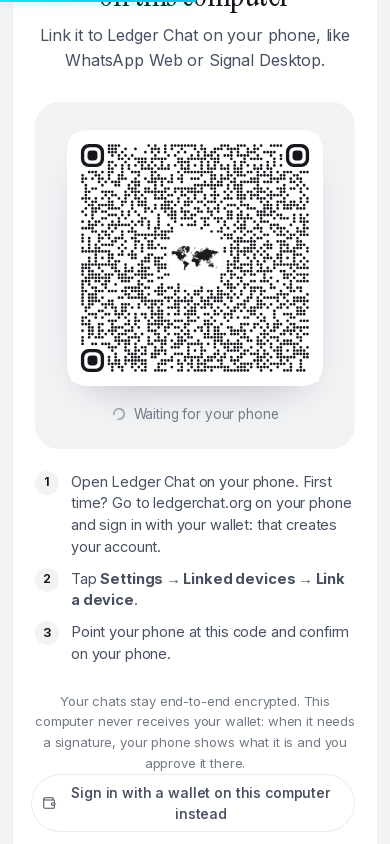 on this computer
Link it to Ledger Chat on your phone, like
WhatsApp Web or Signal Desktop.
Waiting for your phone
1 Open Ledger Chat on your phone. First
time? Go to ledgerchat.org on your phone
and sign in with your wallet: that creates
your account.
2 Tap Settings → Linked devices → Link
a device.
3 Point your phone at this code and confirm
on your phone.
Your chats stay end-to-end encrypted. This
computer never receives your wallet: when it needs
a signature, your phone shows what it is and you
approve it there.
Sign in with a wallet on this computer
instead